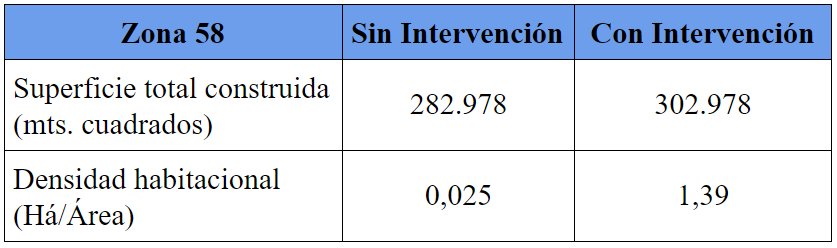 Zona 58 Sin Intervención Con Intervención
Superficie total construida
(mts. cuadrados) 282.978 302.978
Densidad habitacional
(Há/Área) 0,025 1,39